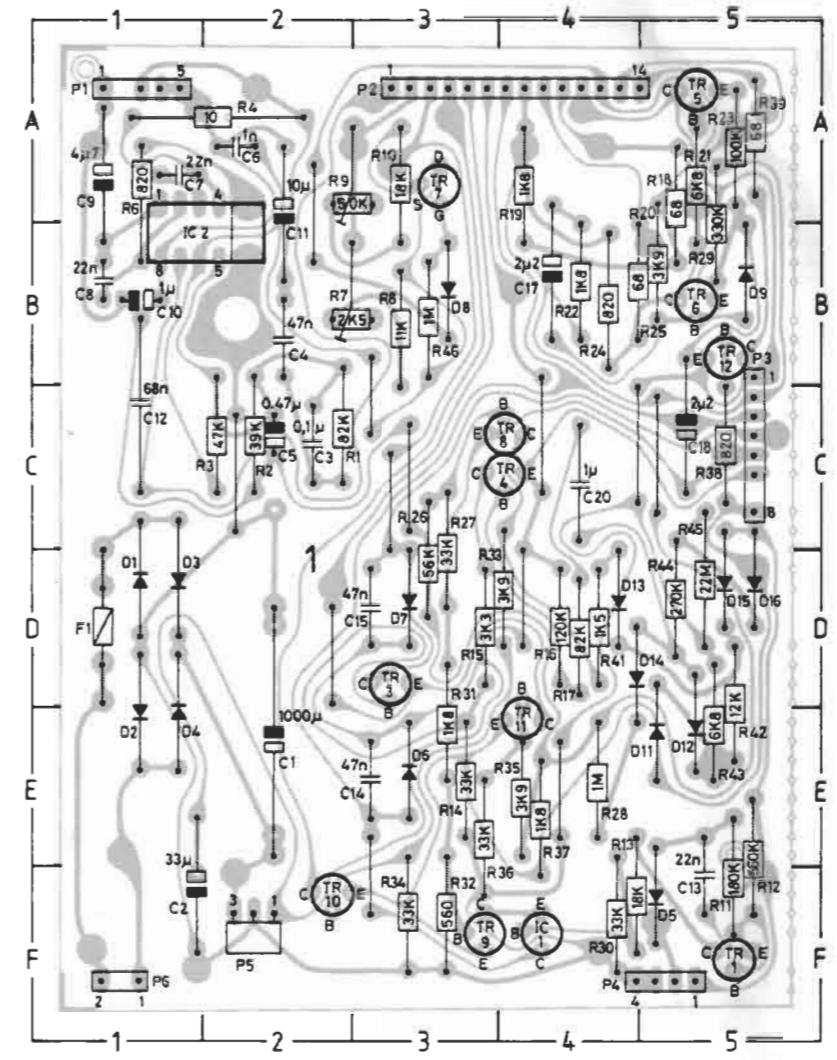 1 2 3 4 5
1 5
P1
P2
1 14
C TR 5 E
B
R39
R4
10
1n
C6
A
A
4µ7
C9
820
R6
22n
C7
10µ
C11
R9
50K
R10
18K
D
TR 7
S
G
1K8
R19
R18
68
R20
R21
6K8
R23
100K
68
330K
R29
1 4
IC 2
8 5
22n
C8
1µ
C10
B
B
47n
C4
R7
2K5
R8
11K
1M
R46
D8
2µ2
C17
1K8
R22
820
R24
68
R25
3K9
C TR 6 E
B
D9
B
E TR 12 C
P3
1
8
68n
C12
C
C
47K
R3
39K
R2
0,47µ
C5
0,1µ
C3
82K
R1
B
E TR 8 C
C TR 4 E
B
1µ
C20
2µ2
C18
820
R38
R26
56K
R27
33K
R33
3K9
R45
22M
R44
270K
D1
D3
1
D
D
F1
47n
C15
D7
3K3
R15
120K
R16
82K
R17
1K5
R41
D13
D15
D16
C TR 3 E
B
R31
1K8
B
E TR 11 C
D14
D2
D4
1000µ
C1
D11
D12
6K8
R43
12K
R42
E
E
47n
C14
D6
33K
R14
33K
R36
R35
3K9
1K8
R37
1M
R28
33µ
C2
C TR 10 E
B
R34
33K
R32
560
C
B TR 9
E
E
B IC 1
C
R13
18K
33K
R30
D5
22n
C13
R11
180K
R12
C TR 1 E
B
F
F
3 1
P5
P6
2 1
P4
4 1
1 2 3 4 5